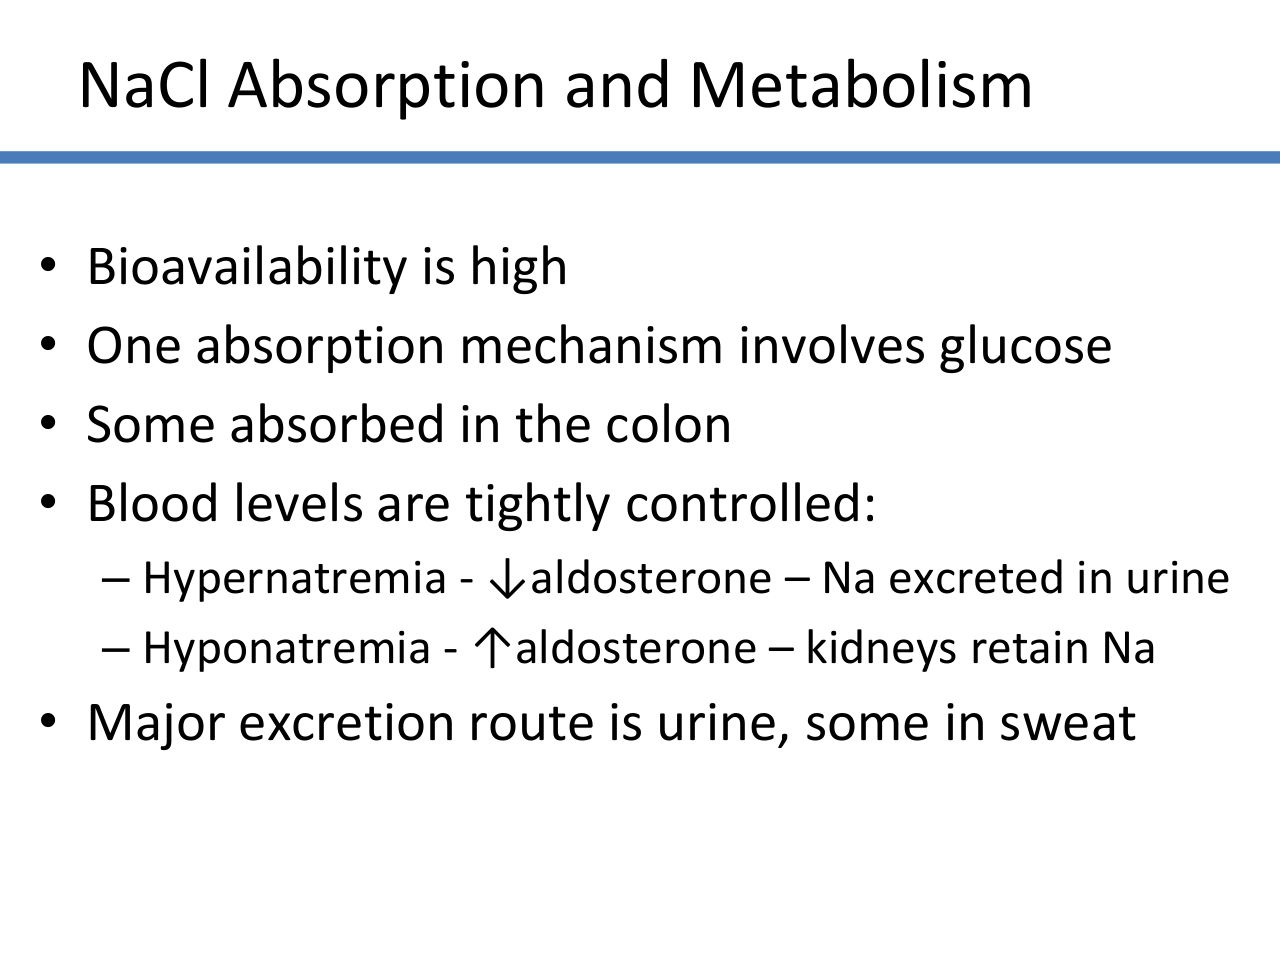 NaCl Absorption and Metabolism
• Bioavailability is high
• One absorption mechanism involves glucose
• Some absorbed in the colon
• Blood levels are tightly controlled:
– Hypernatremia - ↓aldosterone – Na excreted in urine
– Hyponatremia - ↑aldosterone – kidneys retain Na
• Major excretion route is urine, some in sweat